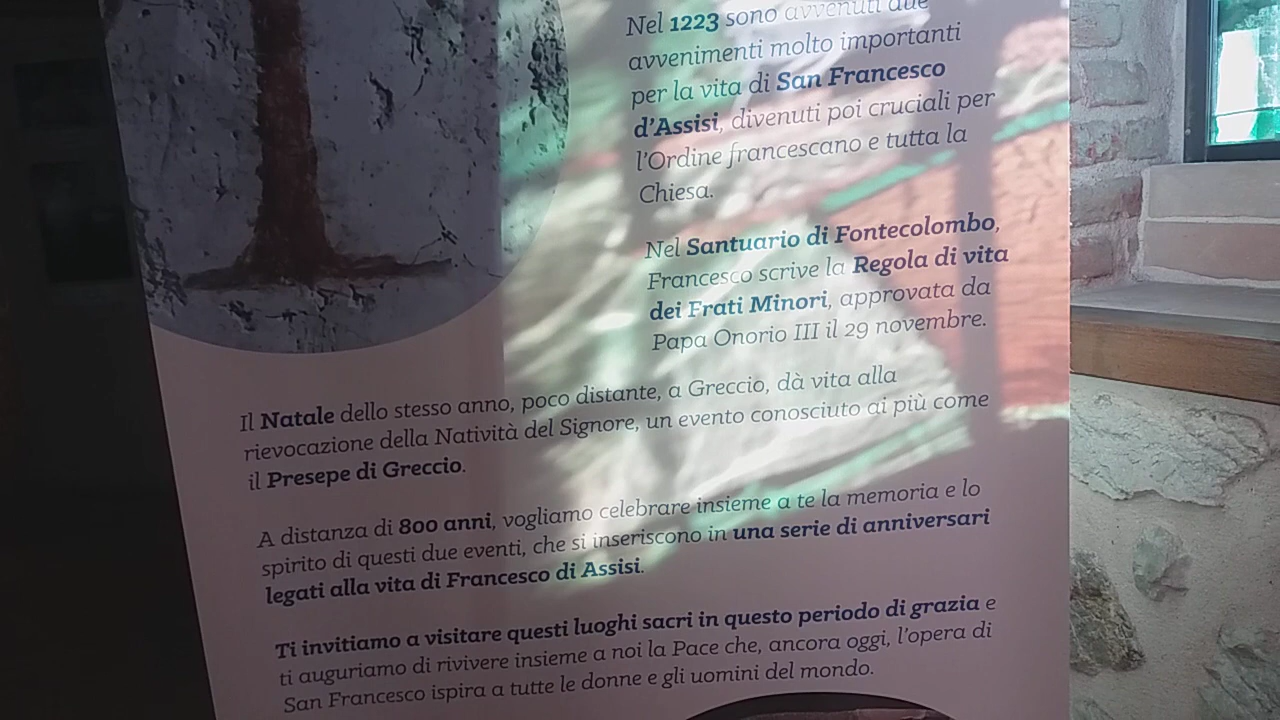 Nel 1223 sono avvenuti due
avvenimenti molto importanti
per la vita di San Francesco
d'Assisi, divenuti poi cruciali per
l'Ordine francescano e tutta la
Chiesa.
Nel Santuario di Fontecolombo,
Francesco scrive la Regola di vita
dei Frati Minori, approvata da
Papa Onorio III il 29 novembre.
Il Natale dello stesso anno, poco distante, a Greccio, dà vita alla
rievocazione della Natività del Signore, un evento conosciuto ai più come
il Presepe di Greccio.
A distanza di 800 anni, vogliamo celebrare insieme a te la memoria e lo
spirito di questi due eventi, che si inseriscono in una serie di anniversari
legati alla vita di Francesco di Assisi.
Ti invitiamo a visitare questi luoghi sacri in questo periodo di grazia e
ti auguriamo di rivivere insieme a noi la Pace che, ancora oggi, l'opera di
San Francesco ispira a tutte le donne e gli uomini del mondo.